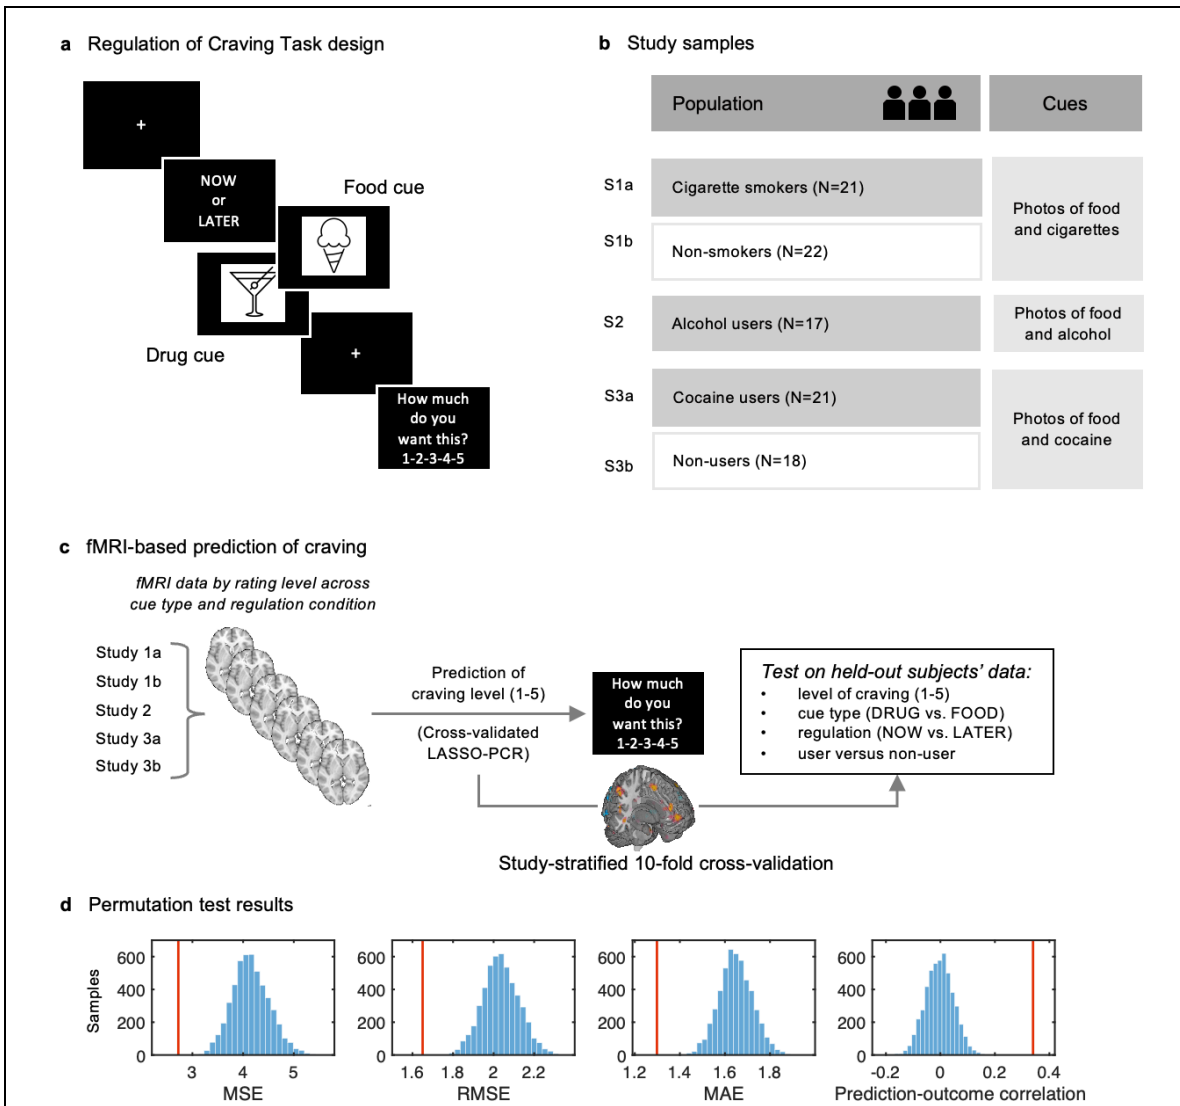 a Regulation of Craving Task design
+
NOW
or
LATER
Food cue
Drug cue
+
How much
do you
want this?
1-2-3-4-5
b Study samples
Population
Cues
S1a
Cigarette smokers (N=21)
S1b
Non-smokers (N=22)
Photos of food
and cigarettes
S2
Alcohol users (N=17)
Photos of food
and alcohol
S3a
Cocaine users (N=21)
S3b
Non-users (N=18)
Photos of food
and cocaine
c fMRI-based prediction of craving
fMRI data by rating level across
cue type and regulation condition
Study 1a
Study 1b
Study 2
Study 3a
Study 3b
Prediction of
craving level (1-5)
(Cross-validated
LASSO-PCR)
How much
do you
want this?
1-2-3-4-5
Test on held-out subjects' data:
• level of craving (1-5)
• cue type (DRUG vs. FOOD)
• regulation (NOW vs. LATER)
• user versus non-user
Study-stratified 10-fold cross-validation
d Permutation test results
Samples
600
400
200
0
3 4 5
MSE
600
400
200
0
1.6 1.8 2 2.2
RMSE
600
400
200
0
1.2 1.4 1.6 1.8
MAE
600
400
200
0
-0.2 0 0.2 0.4
Prediction-outcome correlation